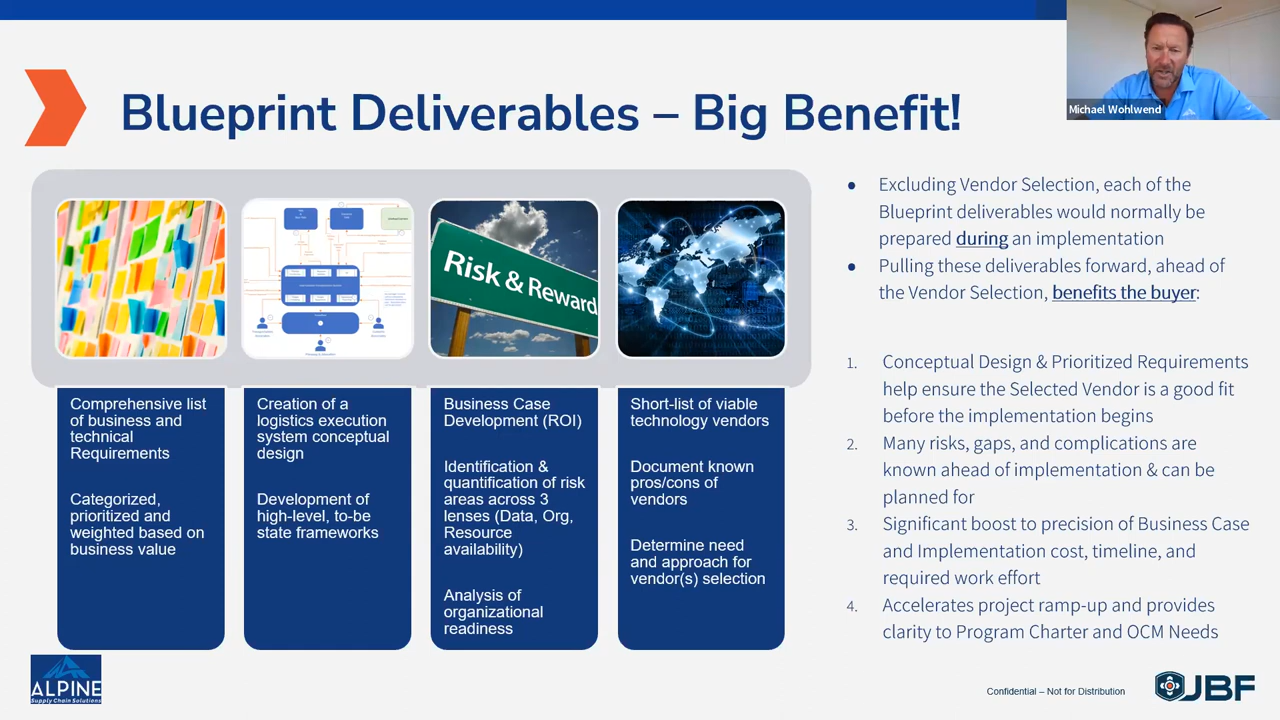 Michael Wohlwend
Blueprint Deliverables – Big Benefit!
Risk & Reward
Comprehensive list
of business and
technical
Requirements
Categorized,
prioritized and
weighted based on
business value
Creation of a
logistics execution
system conceptual
design
Development of
high-level, to-be
state frameworks
Business Case
Development (ROI)
Identification &
quantification of risk
areas across 3
lenses (Data, Org,
Resource
availability)
Analysis of
organizational
readiness
Short-list of viable
technology vendors
Document known
pros/cons of
vendors
Determine need
and approach for
vendor(s) selection
● Excluding Vendor Selection, each of the
Blueprint deliverables would normally be
prepared during an implementation
● Pulling these deliverables forward, ahead of
the Vendor Selection, benefits the buyer:
1. Conceptual Design & Prioritized Requirements
help ensure the Selected Vendor is a good fit
before the implementation begins
2. Many risks, gaps, and complications are
known ahead of implementation & can be
planned for
3. Significant boost to precision of Business Case
and Implementation cost, timeline, and
required work effort
4. Accelerates project ramp-up and provides
clarity to Program Charter and OCM Needs
ALPINE
Supply Chain Solutions
Confidential – Not for Distribution
JBF